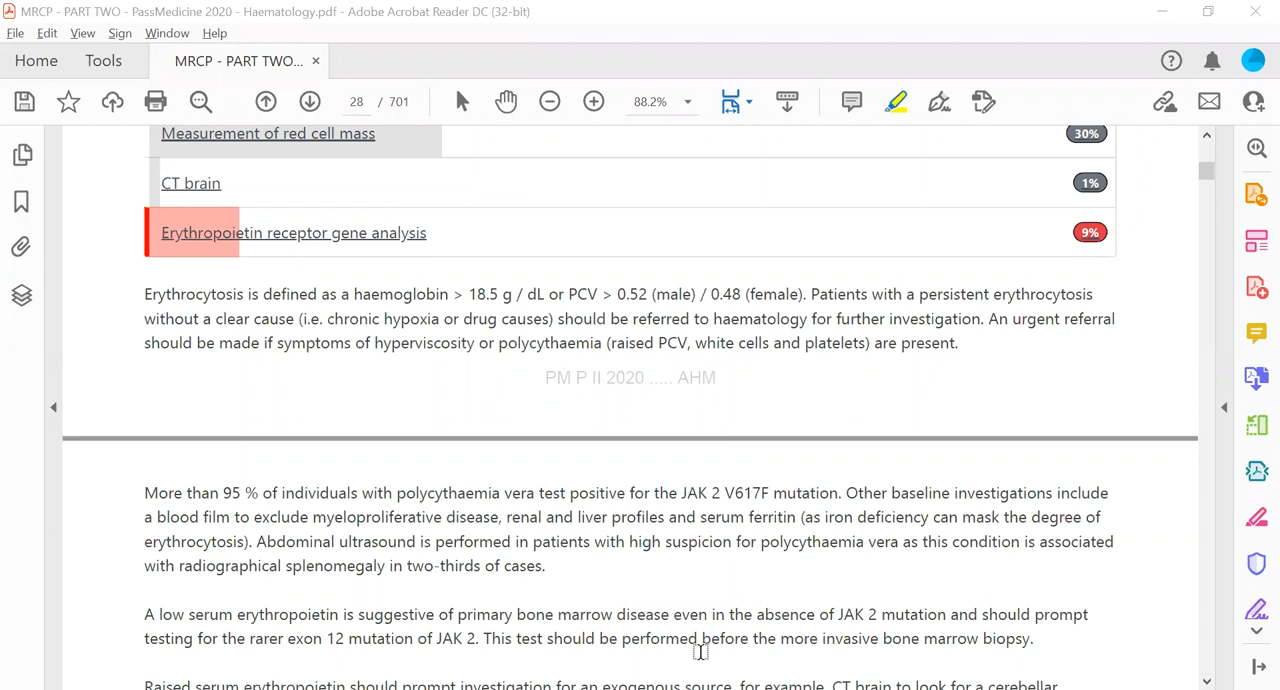 MRCP - PART TWO - PassMedicine 2020 - Haematology.pdf - Adobe Acrobat Reader DC (32-bit)
File Edit View Sign Window Help
Home Tools MRCP - PART TWO... ×
28 / 701 88.2%
Measurement of red cell mass 30%
CT brain 1%
Erythropoietin receptor gene analysis 9%
Erythrocytosis is defined as a haemoglobin > 18.5 g / dL or PCV > 0.52 (male) / 0.48 (female). Patients with a persistent erythrocytosis
without a clear cause (i.e. chronic hypoxia or drug causes) should be referred to haematology for further investigation. An urgent referral
should be made if symptoms of hyperviscosity or polycythaemia (raised PCV, white cells and platelets) are present.
PM P II 2020 ..... AHM
More than 95 % of individuals with polycythaemia vera test positive for the JAK 2 V617F mutation. Other baseline investigations include
a blood film to exclude myeloproliferative disease, renal and liver profiles and serum ferritin (as iron deficiency can mask the degree of
erythrocytosis). Abdominal ultrasound is performed in patients with high suspicion for polycythaemia vera as this condition is associated
with radiographical splenomegaly in two-thirds of cases.
A low serum erythropoietin is suggestive of primary bone marrow disease even in the absence of JAK 2 mutation and should prompt
testing for the rarer exon 12 mutation of JAK 2. This test should be performed before the more invasive bone marrow biopsy.
Raised serum erythropoietin should prompt investigation for an exogenous source, for example, CT brain to look for a cerebellar